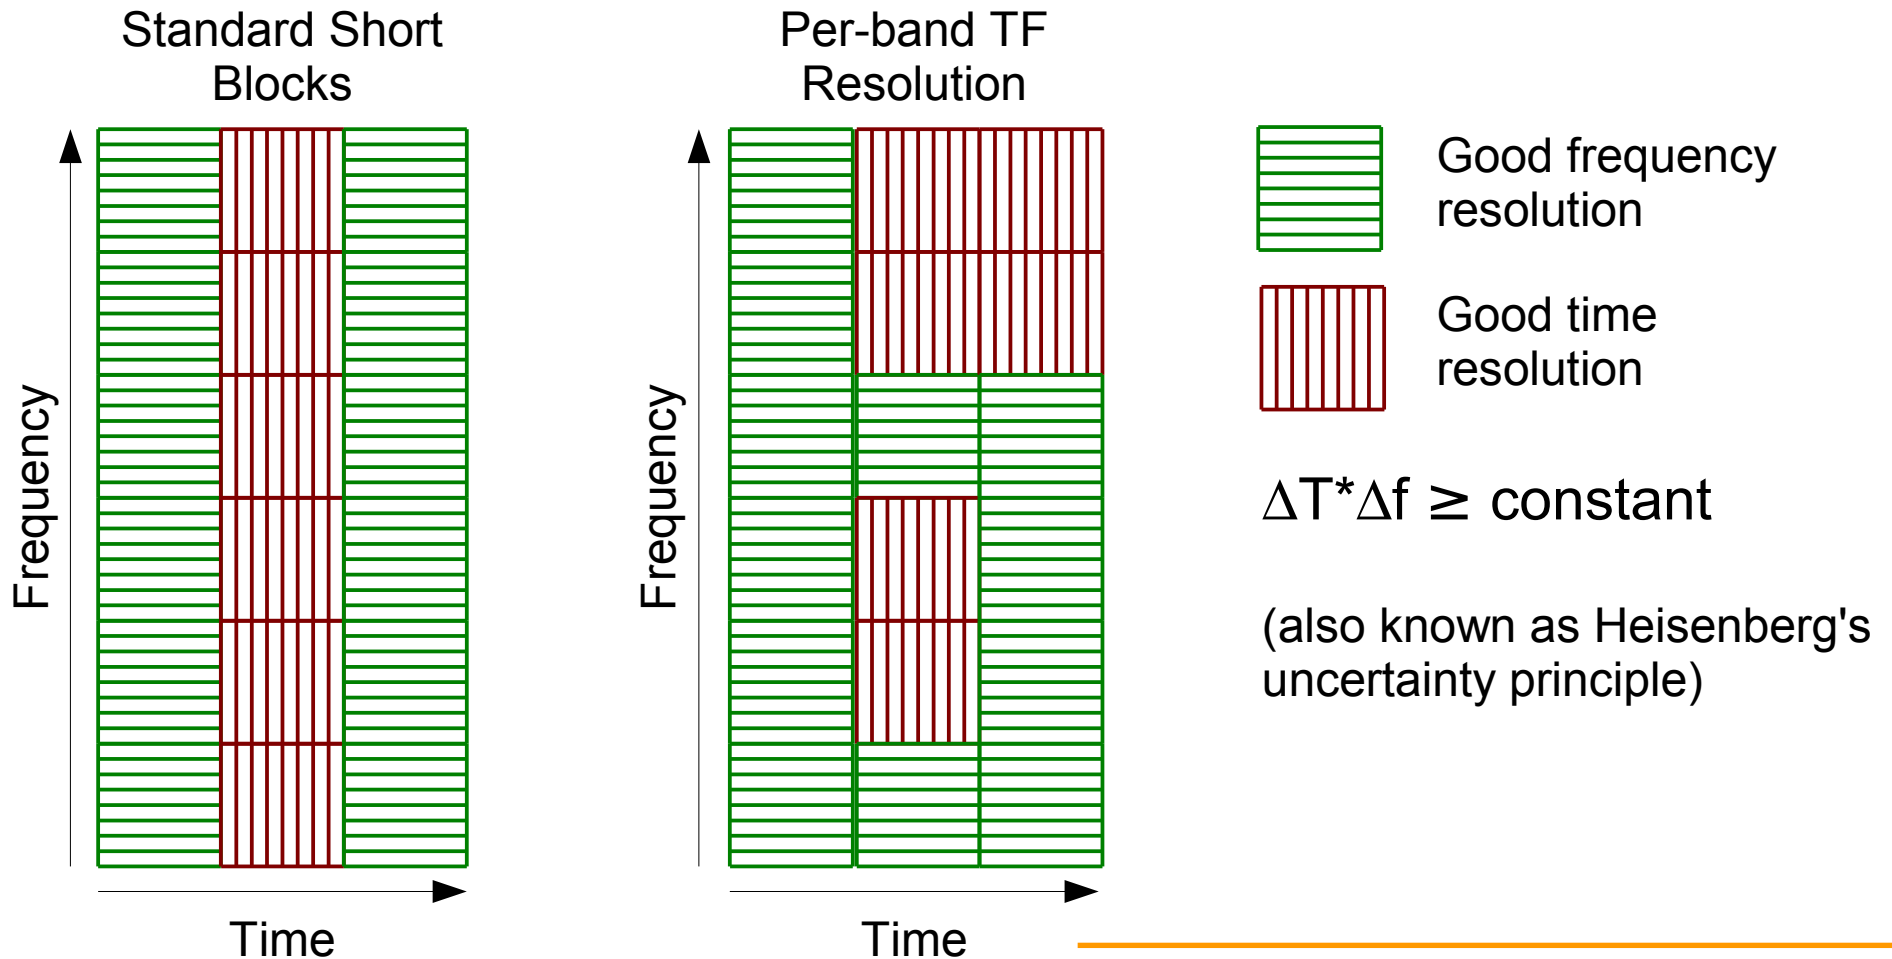 Standard Short
Blocks
Frequency
Time
Per-band TF
Resolution
Frequency
Time
Good frequency
resolution
Good time
resolution
ΔT*Δf ≥ constant
(also known as Heisenberg's
uncertainty principle)